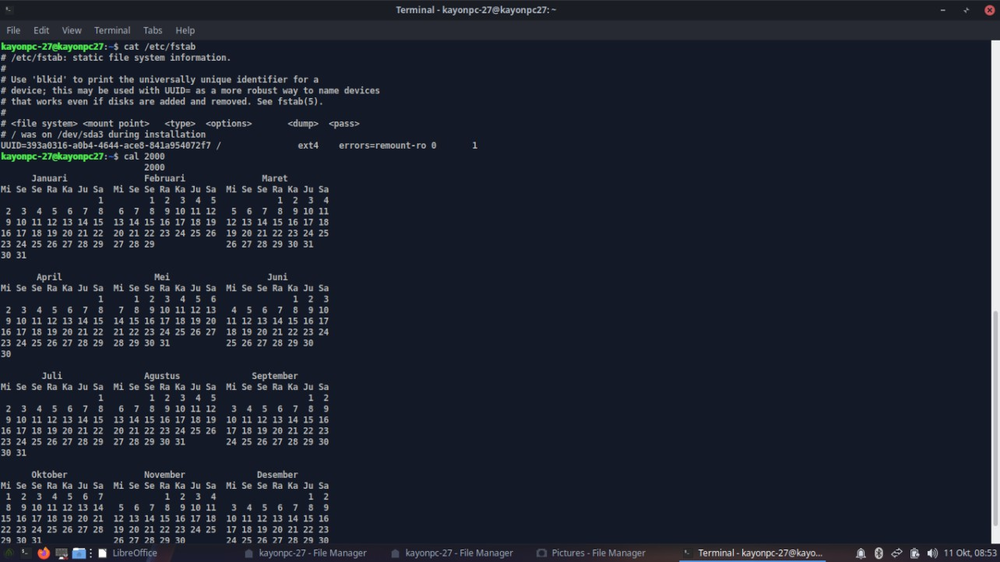 Terminal - kayonpc-27@kayonpc27: ~
File Edit View Terminal Tabs Help
kayonpc-27@kayonpc27:~$ cat /etc/fstab
# /etc/fstab: static file system information.
#
# Use 'blkid' to print the universally unique identifier for a
# device; this may be used with UUID= as a more robust way to name devices
# that works even if disks are added and removed. See fstab(5).
#
# <file system> <mount point>   <type>  <options>       <dump>  <pass>
# / was on /dev/sda3 during installation
UUID=393a0316-a0b4-4644-ace8-841a954072f7 /               ext4    errors=remount-ro 0       1
kayonpc-27@kayonpc27:~$ cal 2000
                            2000
      Januari               Februari               Maret
Mi Se Se Ra Ka Ju Sa  Mi Se Se Ra Ka Ju Sa  Mi Se Se Ra Ka Ju Sa
                   1         1  2  3  4  5            1  2  3  4
 2  3  4  5  6  7  8   6  7  8  9 10 11 12   5  6  7  8  9 10 11
 9 10 11 12 13 14 15  13 14 15 16 17 18 19  12 13 14 15 16 17 18
16 17 18 19 20 21 22  20 21 22 23 24 25 26  19 20 21 22 23 24 25
23 24 25 26 27 28 29  27 28 29              26 27 28 29 30 31
30 31
       April                  Mei                   Juni
Mi Se Se Ra Ka Ju Sa  Mi Se Se Ra Ka Ju Sa  Mi Se Se Ra Ka Ju Sa
                   1      1  2  3  4  5  6               1  2  3
 2  3  4  5  6  7  8   7  8  9 10 11 12 13   4  5  6  7  8  9 10
 9 10 11 12 13 14 15  14 15 16 17 18 19 20  11 12 13 14 15 16 17
16 17 18 19 20 21 22  21 22 23 24 25 26 27  18 19 20 21 22 23 24
23 24 25 26 27 28 29  28 29 30 31           25 26 27 28 29 30
30
        Juli                Agustus              September
Mi Se Se Ra Ka Ju Sa  Mi Se Se Ra Ka Ju Sa  Mi Se Se Ra Ka Ju Sa
                   1         1  2  3  4  5                  1  2
 2  3  4  5  6  7  8   6  7  8  9 10 11 12   3  4  5  6  7  8  9
 9 10 11 12 13 14 15  13 14 15 16 17 18 19  10 11 12 13 14 15 16
16 17 18 19 20 21 22  20 21 22 23 24 25 26  17 18 19 20 21 22 23
23 24 25 26 27 28 29  27 28 29 30 31        24 25 26 27 28 29 30
30 31
      Oktober               November              Desember
Mi Se Se Ra Ka Ju Sa  Mi Se Se Ra Ka Ju Sa  Mi Se Se Ra Ka Ju Sa
 1  2  3  4  5  6  7            1  2  3  4                  1  2
 8  9 10 11 12 13 14   5  6  7  8  9 10 11   3  4  5  6  7  8  9
15 16 17 18 19 20 21  12 13 14 15 16 17 18  10 11 12 13 14 15 16
22 23 24 25 26 27 28  19 20 21 22 23 24 25  17 18 19 20 21 22 23
29 30 31              26 27 28 29 30        24 25 26 27 28 29 30
LibreOffice kayonpc-27 - File Manager kayonpc-27 - File Manager Pictures - File Manager Terminal - kayonpc-27@kayo... 11 Okt, 08:53